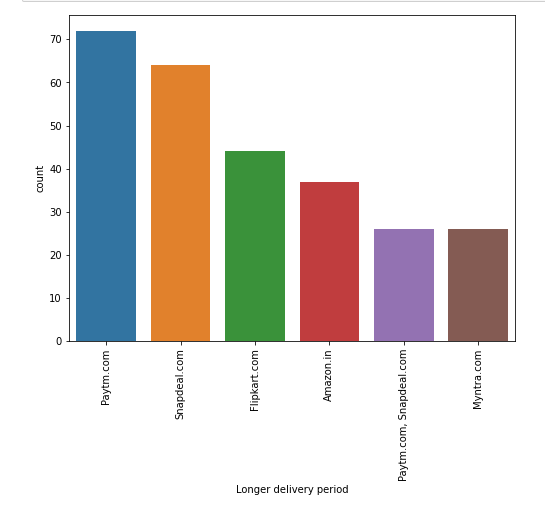 70
60
50
40
30
20
10
0
count
Paytm.com
Snapdeal.com
Flipkart.com
Amazon.in
Paytm.com, Snapdeal.com
Myntra.com
Longer delivery period